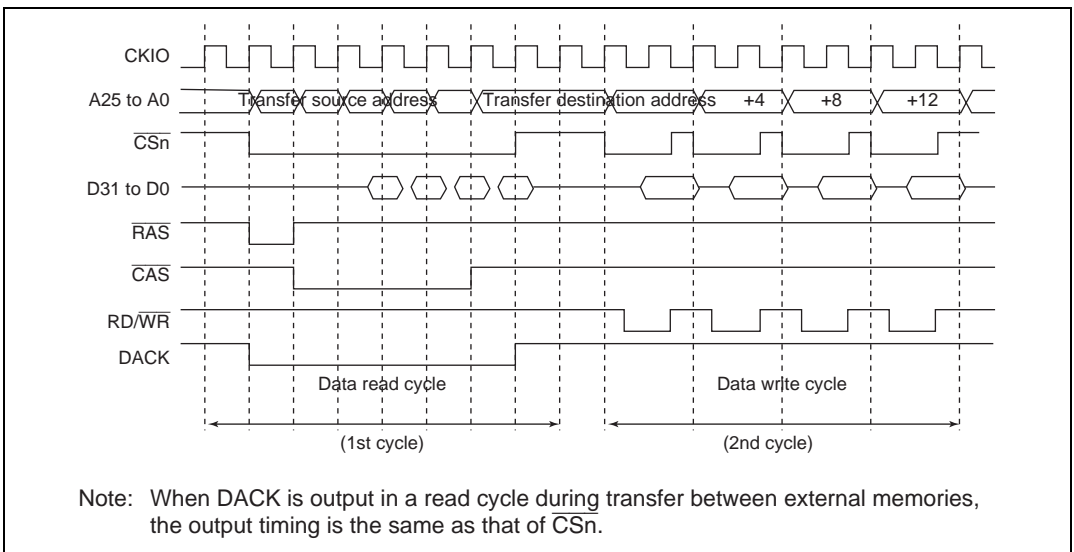 CKIO
A25 to A0 Transfer source address Transfer destination address +4 +8 +12
CSn
D31 to D0
RAS
CAS
RD/WR
DACK
Data read cycle Data write cycle
(1st cycle) (2nd cycle)
Note: When DACK is output in a read cycle during transfer between external memories,
the output timing is the same as that of CSn.